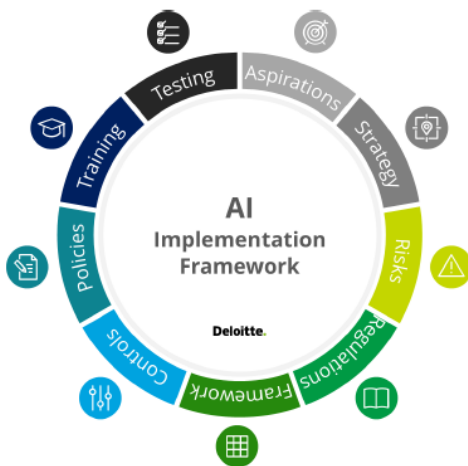 Aspirations
Strategy
Risks
Regulations
Framework
Controls
Policies
Training
Testing
AI
Implementation
Framework
Deloitte.